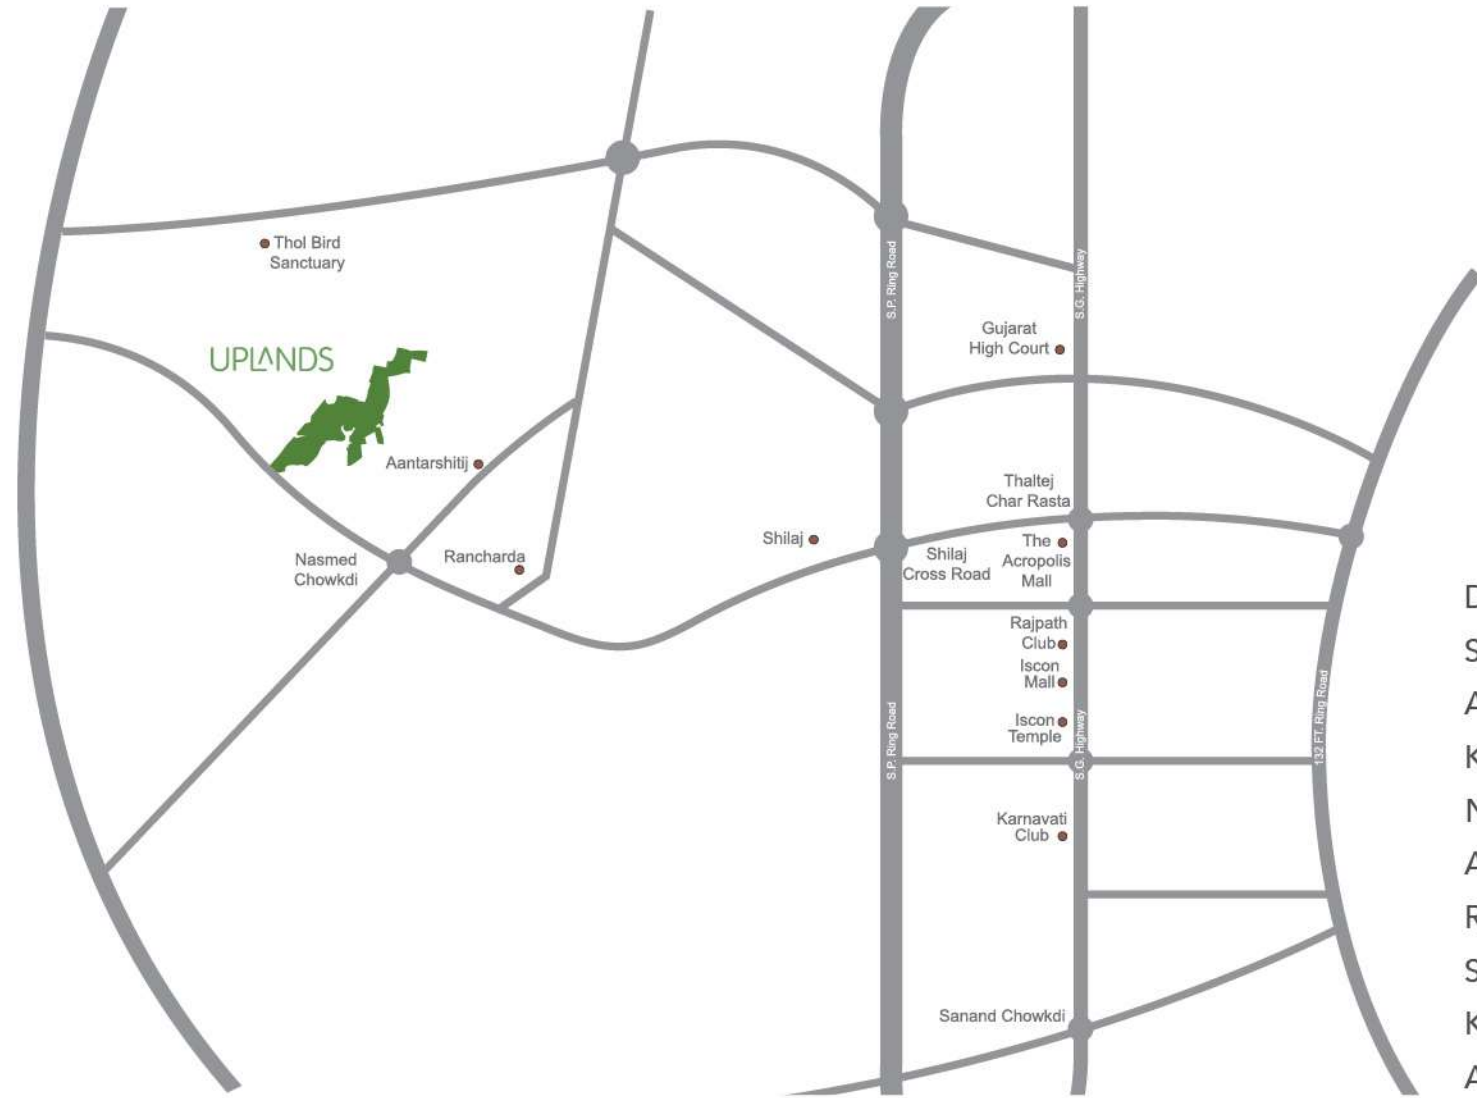 Thol Bird
Sanctuary
UPLANDS
Aantarshitij
Nasmed
Chowkdi
Rancharda
Shilaj
S.P. Ring Road
S.G. Highway
Gujarat
High Court
Thaltej
Char Rasta
Shilaj
Cross Road
The
Acropolis
Mall
Rajpath
Club
Iscon
Mall
Iscon
Temple
S.P. Ring Road
S.G. Highway
132 FT. Ring Road
Karnavati
Club
Sanand Chowkdi
D
S
A
K
N
A
R
S
K
A